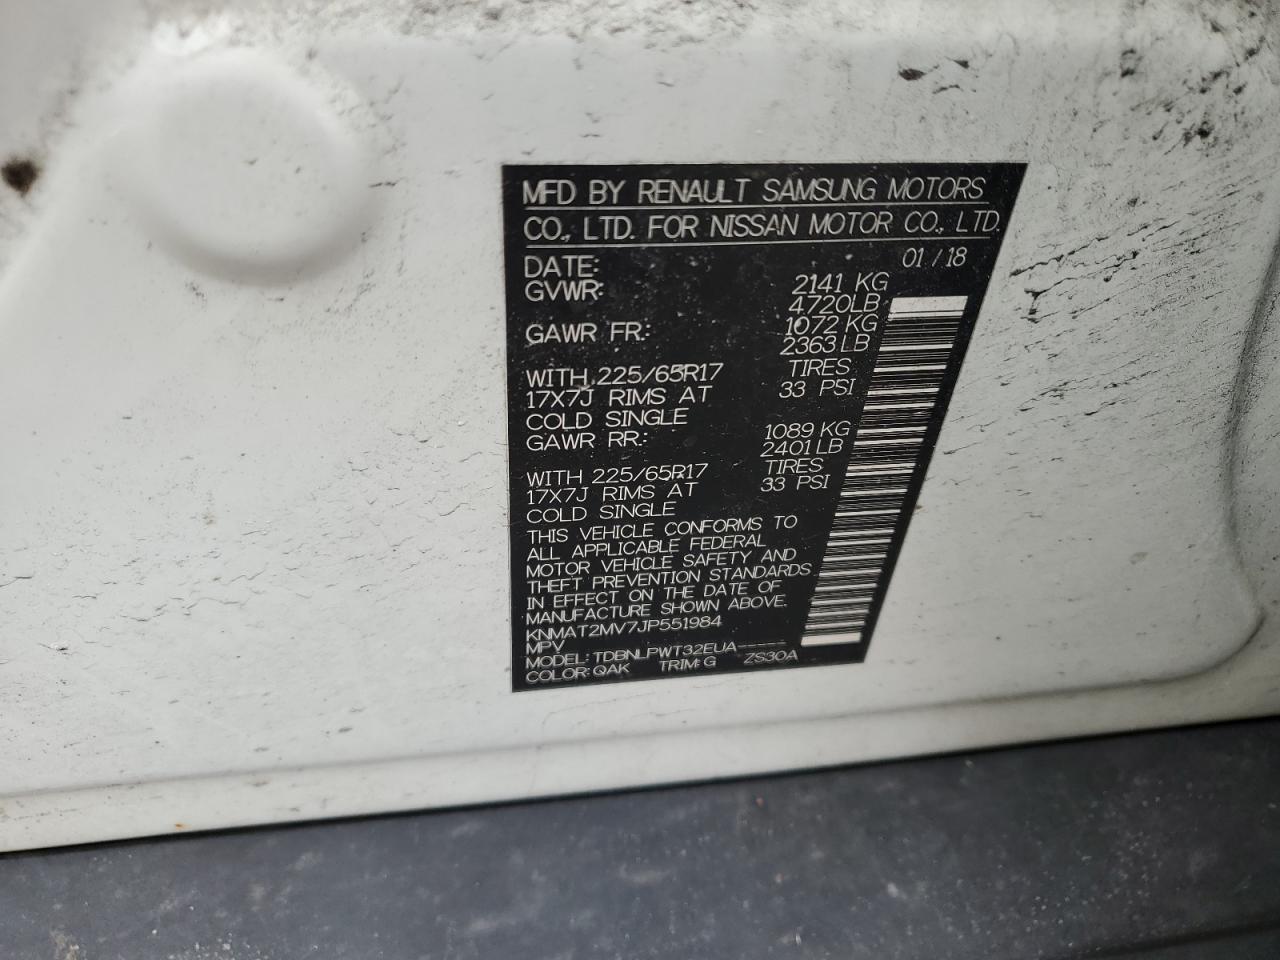 MFD BY RENAULT SAMSUNG MOTORS
CO., LTD. FOR NISSAN MOTOR CO., LTD.
DATE: 01/18
GVWR: 2141 KG
4720LB
GAWR FR: 1072 KG
2363LB
WITH 225/65R17 TIRES
17X7J RIMS AT 33 PSI
COLD SINGLE
GAWR RR: 1089 KG
2401LB
WITH 225/65R17 TIRES
17X7J RIMS AT 33 PSI
COLD SINGLE
THIS VEHICLE CONFORMS TO
ALL APPLICABLE FEDERAL
MOTOR VEHICLE SAFETY AND
THEFT PREVENTION STANDARDS
IN EFFECT ON THE DATE OF
MANUFACTURE SHOWN ABOVE.
KNMAT2MV7JP551984
MPV
MODEL: TDBNLPWT32EUA-----
COLOR: QAK TRIM: G ZS30A